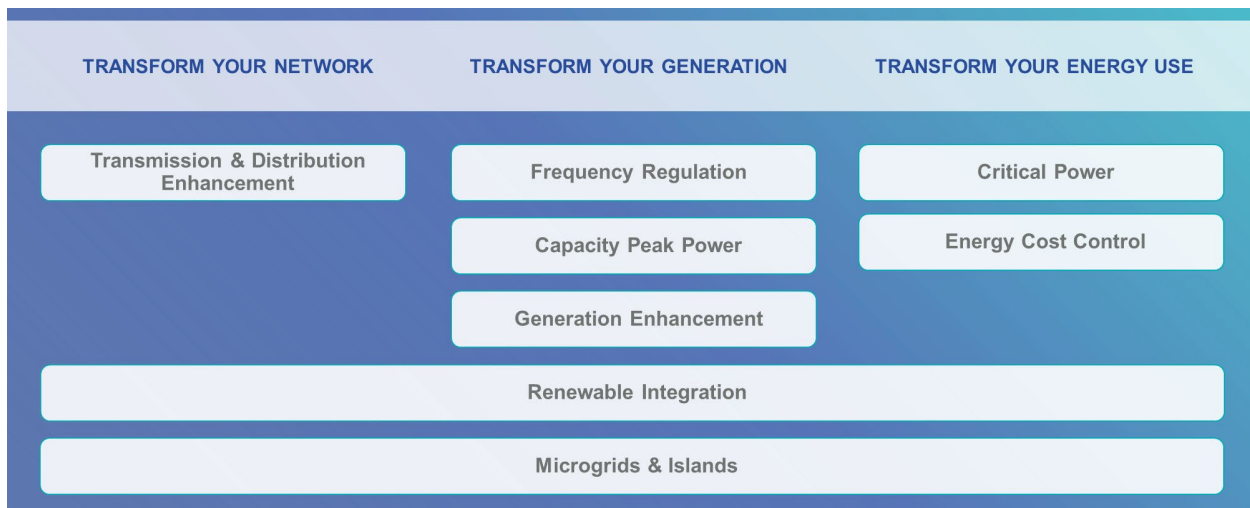 TRANSFORM YOUR NETWORK
TRANSFORM YOUR GENERATION
TRANSFORM YOUR ENERGY USE
Transmission & Distribution
Enhancement
Frequency Regulation
Critical Power
Capacity Peak Power
Energy Cost Control
Generation Enhancement
Renewable Integration
Microgrids & Islands